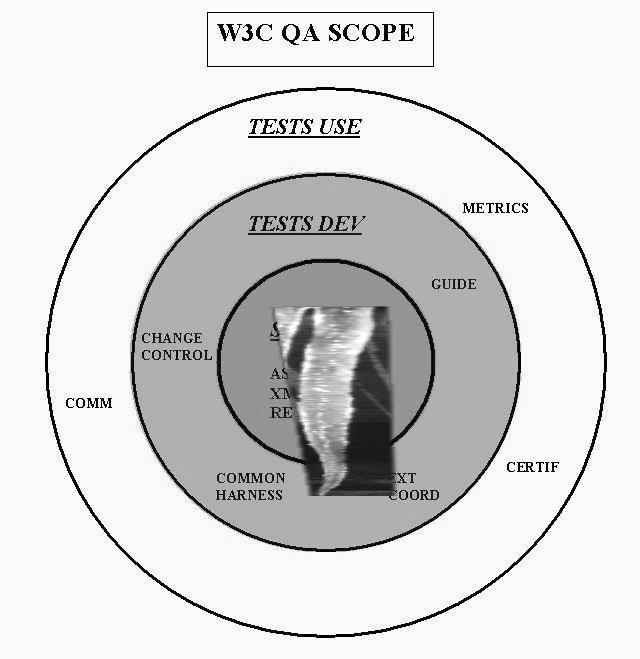 W3C QA SCOPE
TESTS USE
METRICS
TESTS DEV
GUIDE
CHANGE
CONTROL
COMM
CERTIF
COMMON
HARNESS
COORD